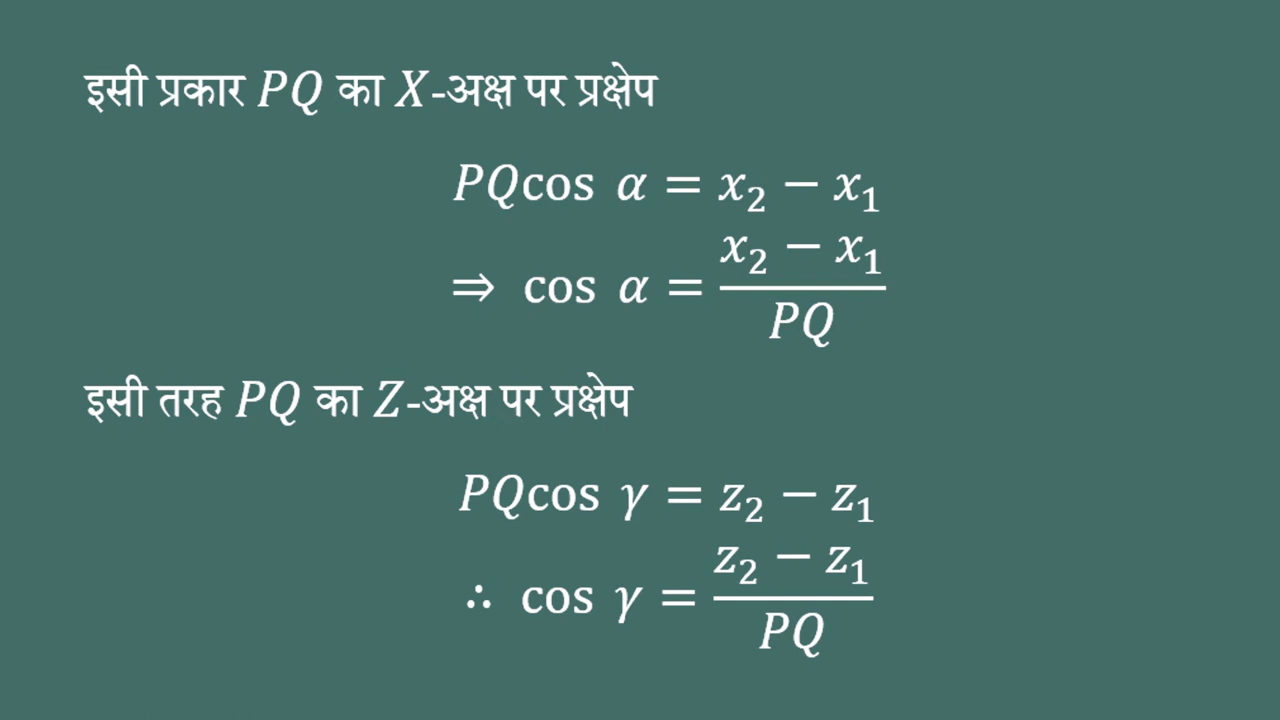 इसी प्रकार PQ का X-अक्ष पर प्रक्षेप
PQcos α = x₂ − x₁
⇒ cos α = (x₂ − x₁)/PQ
इसी तरह PQ का Z-अक्ष पर प्रक्षेप
PQcos γ = z₂ − z₁
∴ cos γ = (z₂ − z₁)/PQ